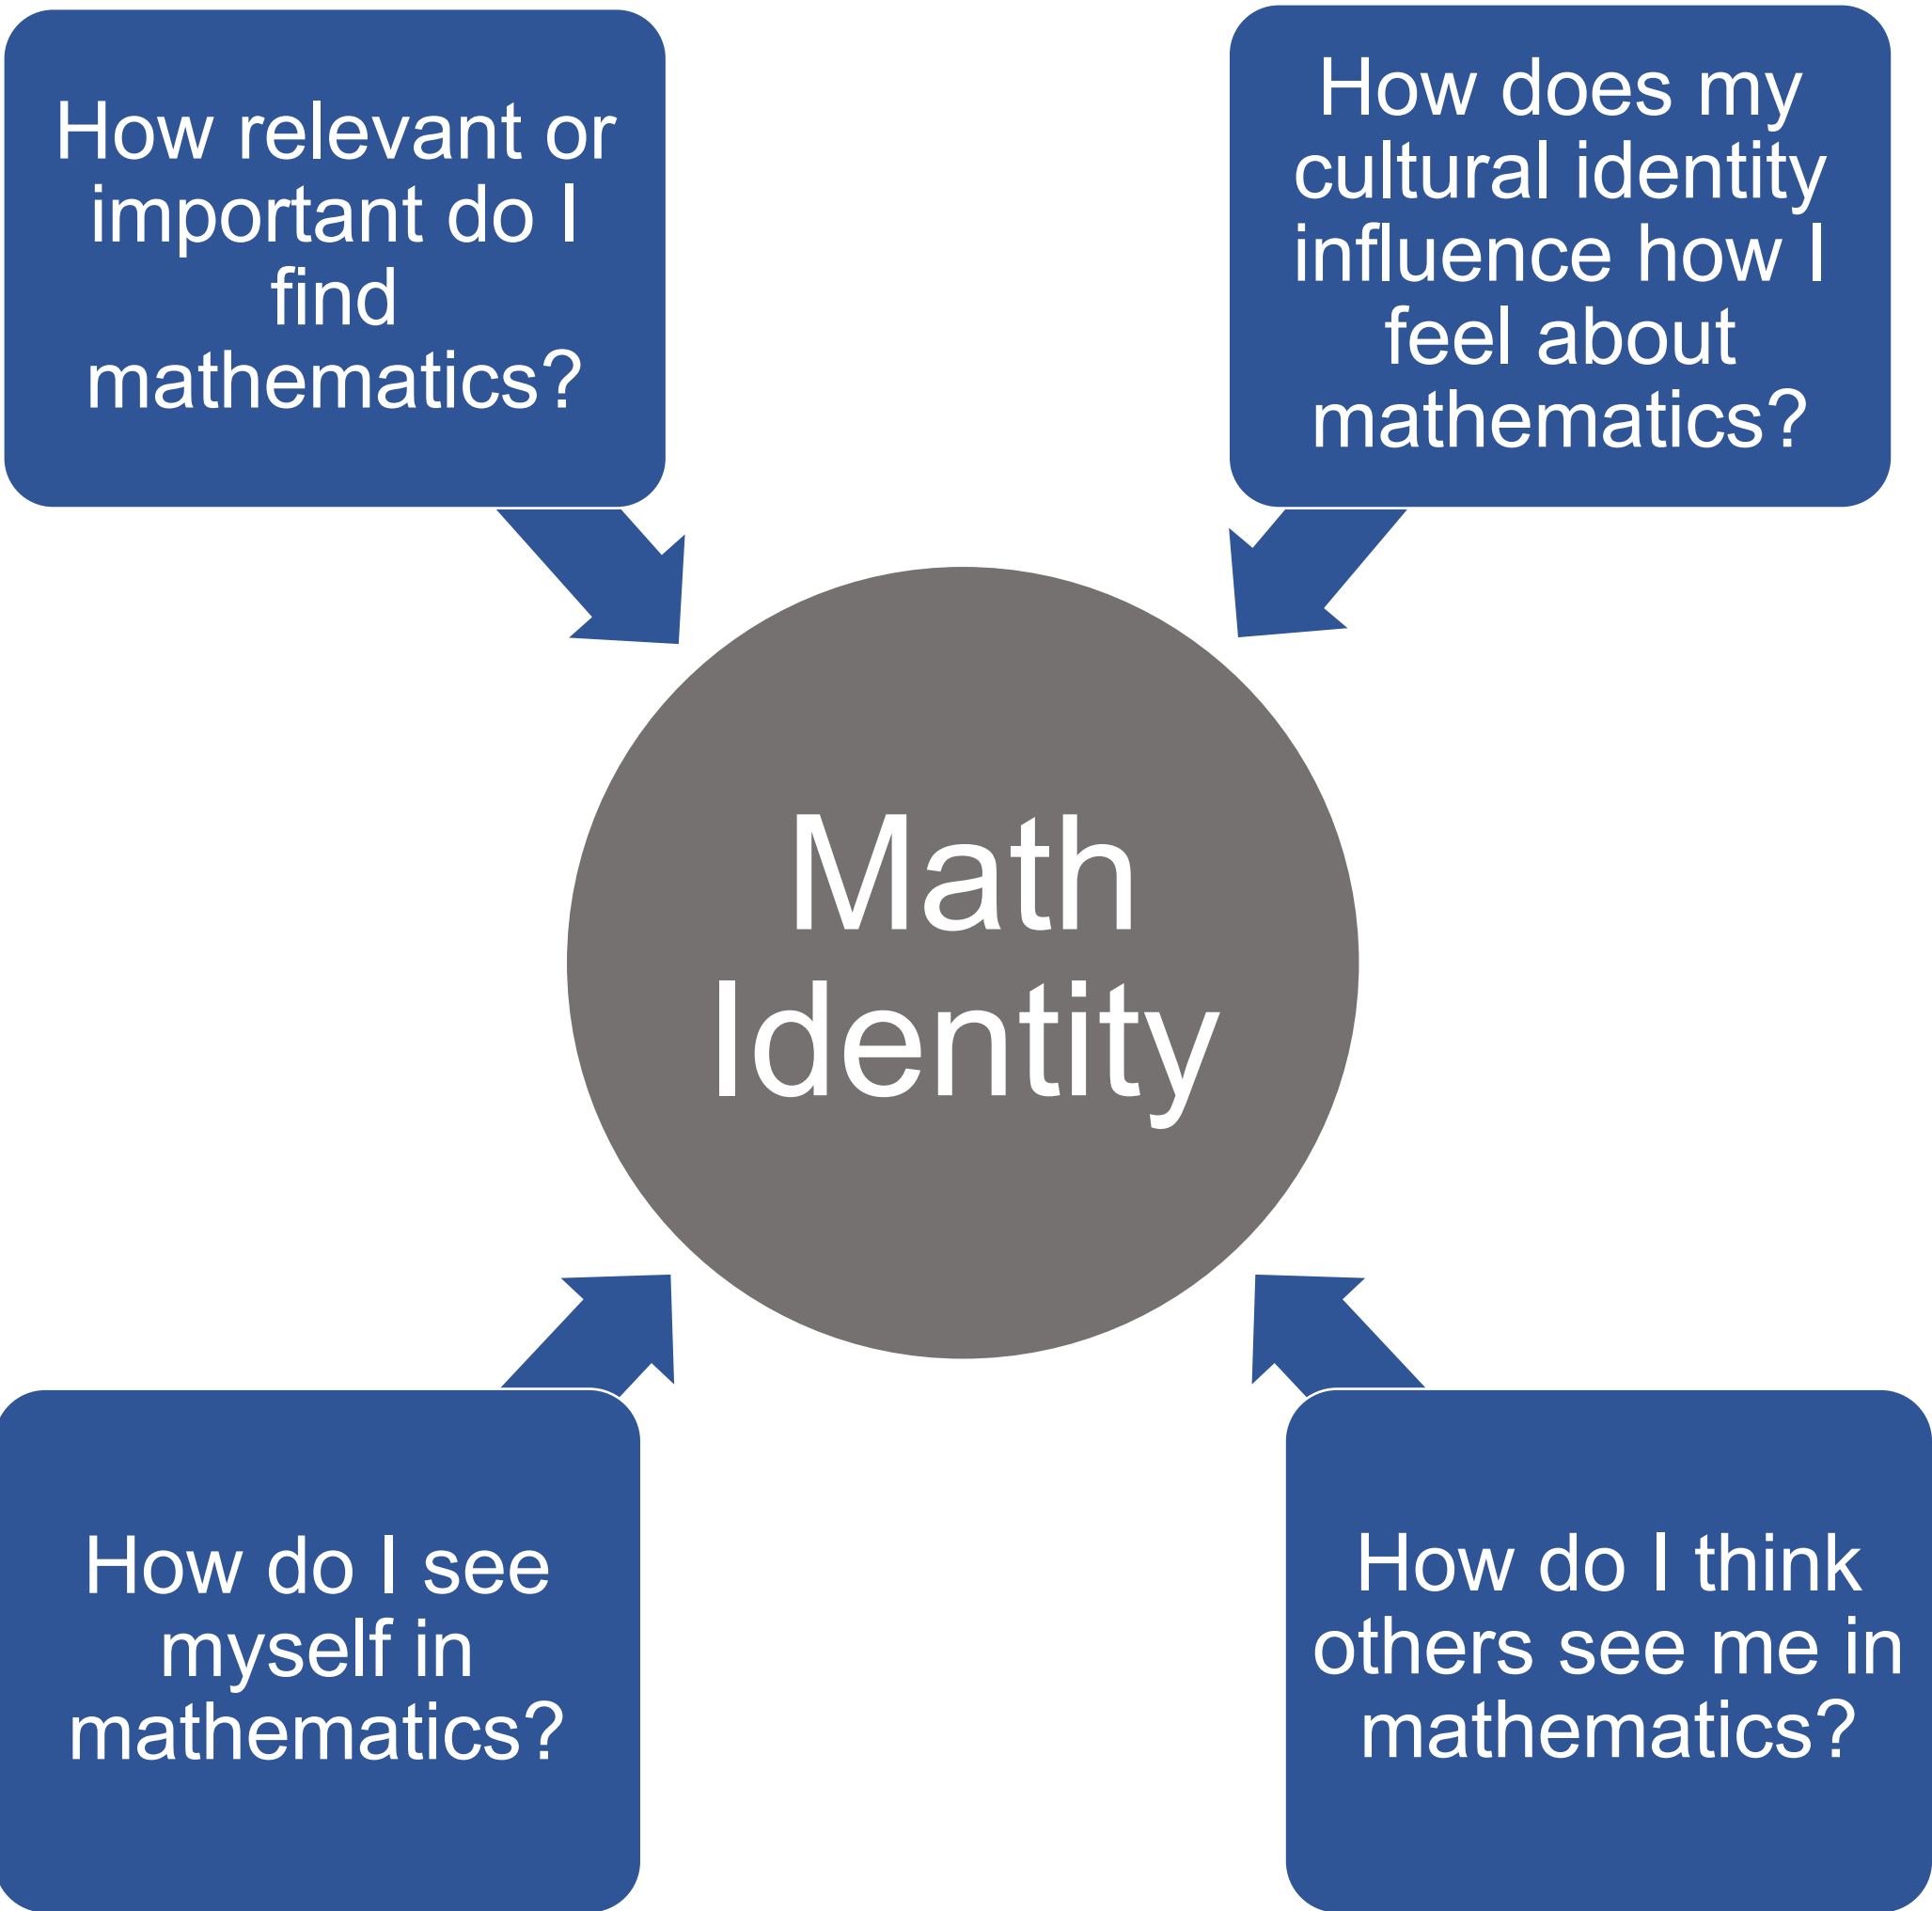 How relevant or
important do I
find
mathematics?
How does my
cultural identity
influence how I
feel about
mathematics?
Math
Identity
How do I see
myself in
mathematics?
How do I think
others see me in
mathematics?